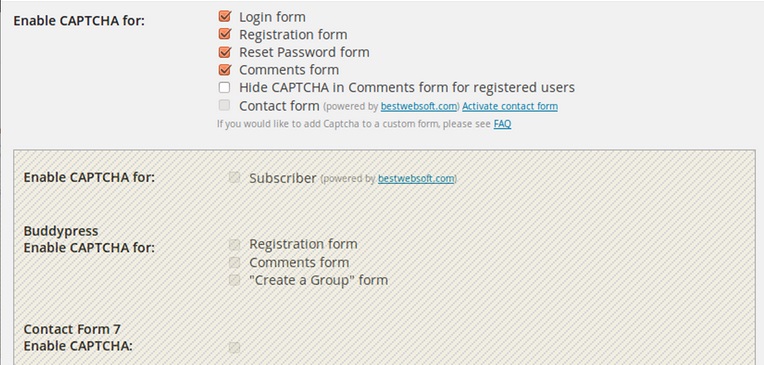 Enable CAPTCHA for:
Login form
Registration form
Reset Password form
Comments form
Hide CAPTCHA in Comments form for registered users
Contact form (powered by bestwebsoft.com) Activate contact form
If you would like to add Captcha to a custom form, please see FAQ
Enable CAPTCHA for:
Subscriber (powered by bestwebsoft.com)
Buddypress
Enable CAPTCHA for:
Registration form
Comments form
"Create a Group" form
Contact Form 7
Enable CAPTCHA: